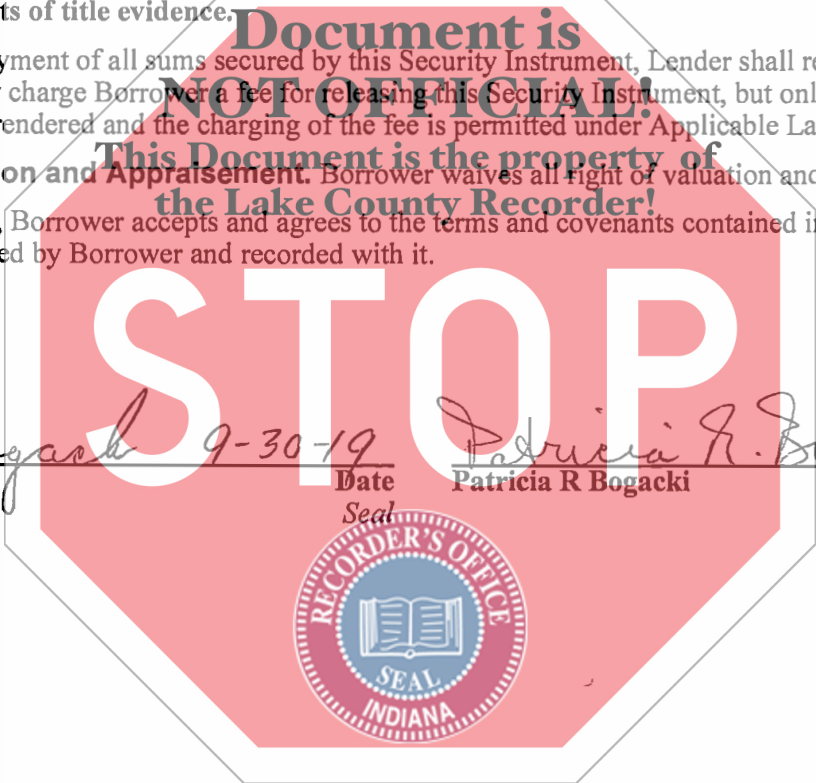 ts of title evidence.
Document is
yment of all sums secured by this Security Instrument, Lender shall re
NOT OFFICIAL!
charge Borrower a fee for releasing this Security Instrument, but onl
endered and the charging of the fee is permitted under Applicable La
This Document is the property of
on and Appraisement. Borrower waives all right of valuation and
the Lake County Recorder!
, Borrower accepts and agrees to the terms and covenants contained i
ed by Borrower and recorded with it.
STOP
gack 9-30-19 Patricia R. B
Date Patricia R Bogacki
Seal
RECORDER'S OFFICE
SEAL
INDIANA